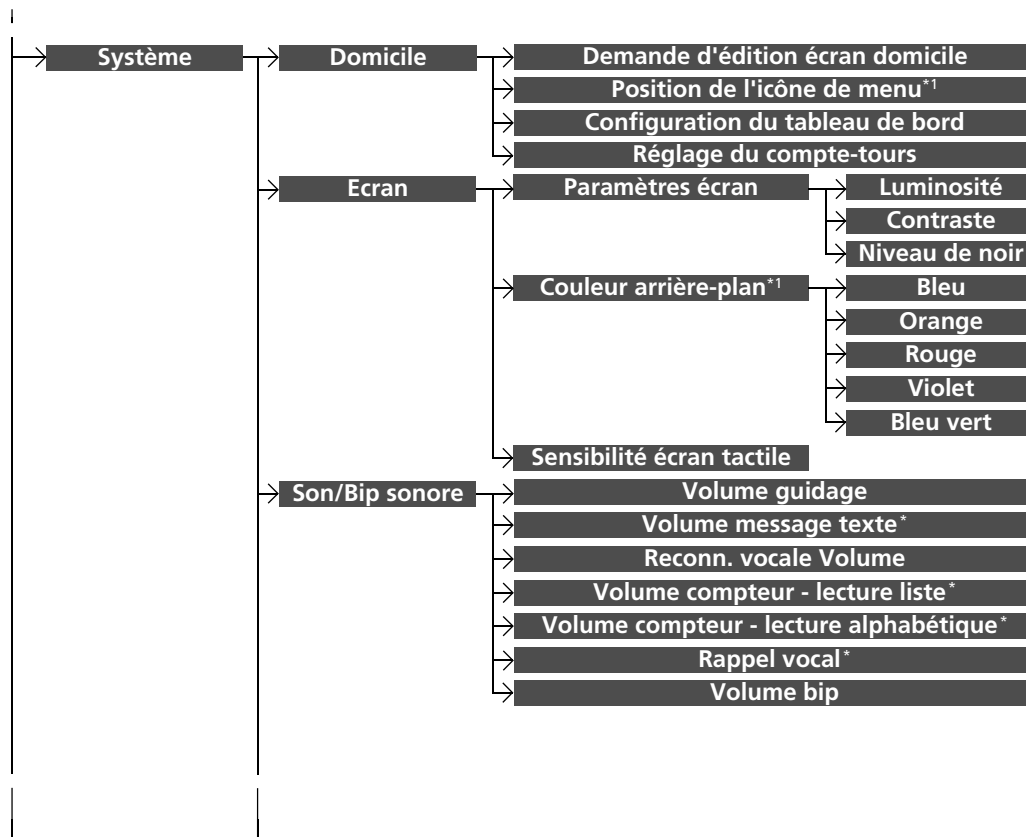 Système
Domicile
Demande d'édition écran domicile
Position de l'icône de menu*1
Configuration du tableau de bord
Réglage du compte-tours
Ecran
Paramètres écran
Luminosité
Contraste
Niveau de noir
Couleur arrière-plan*1
Bleu
Orange
Rouge
Violet
Bleu vert
Sensibilité écran tactile
Son/Bip sonore
Volume guidage
Volume message texte*
Reconn. vocale Volume
Volume compteur - lecture liste*
Volume compteur - lecture alphabétique*
Rappel vocal*
Volume bip